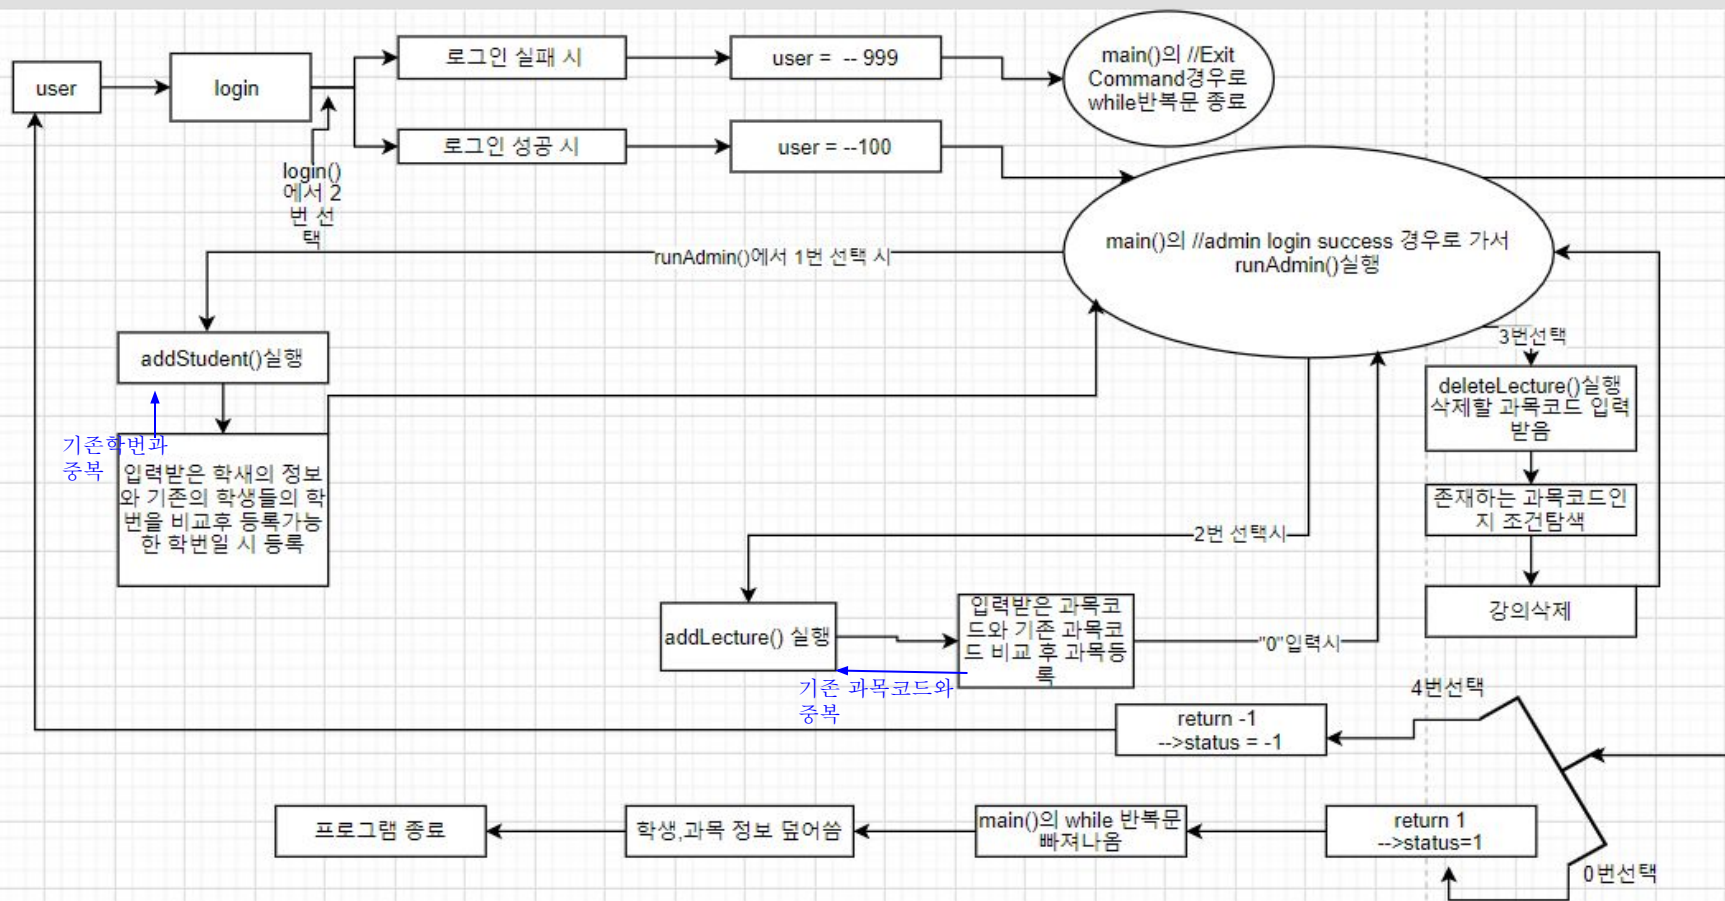 user
login
로그인 실패 시
user = -- 999
main()의 //Exit
Command경우로
while반복문 종료
로그인 성공 시
user = --100
login()
에서 2
번 선
택
main()의 //admin login success 경우로 가서
runAdmin()실행
runAdmin()에서 1번 선택 시
addStudent()실행
기존학번과
중복
입력받은 학새의 정보
와 기존의 학생들의 학
번을 비교후 등록가능
한 학번일 시 등록
3번선택
deleteLecture()실행
삭제할 과목코드 입력
받음
존재하는 과목코드인
지 조건탐색
강의삭제
2번 선택시
addLecture() 실행
입력받은 과목코
드와 기존 과목코
드 비교 후 과목등
록
"0"입력시
기존 과목코드와
중복
4번선택
return -1
-->status = -1
return 1
-->status=1
0번선택
main()의 while 반복문
빠져나옴
학생,과목 정보 덮어씀
프로그램 종료